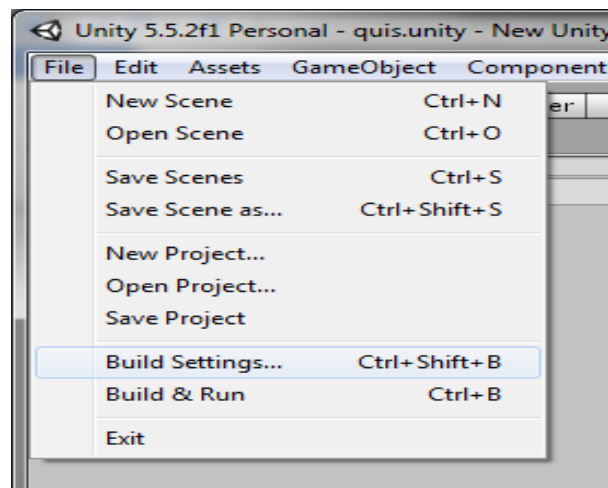 Unity 5.5.2f1 Personal - quis.unity - New Unity
File Edit Assets GameObject Component
er
New Scene Ctrl+N
Open Scene Ctrl+O
Save Scenes Ctrl+S
Save Scene as... Ctrl+Shift+S
New Project...
Open Project...
Save Project
Build Settings... Ctrl+Shift+B
Build & Run Ctrl+B
Exit